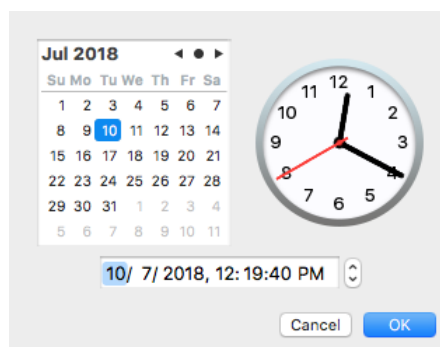 Jul 2018
Su Mo Tu We Th Fr Sa
1 2 3 4 5 6 7
8 9 10 11 12 13 14
15 16 17 18 19 20 21
22 23 24 25 26 27 28
29 30 31 1 2 3 4
5 6 7 8 9 10 11
12
11 1
10 2
9 3
8 4
7 5
6
10/ 7/ 2018, 12:19:40 PM
Cancel OK